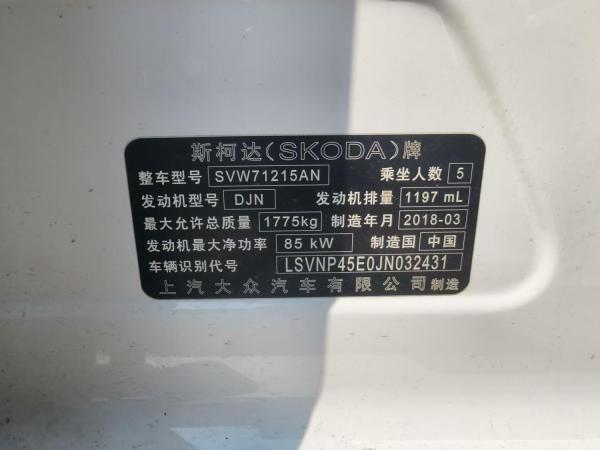 斯柯达(SKODA)牌
整车型号 SVW71215AN 乘坐人数 5
发动机型号 DJN 发动机排量 1197 mL
最大允许总质量 1775kg 制造年月 2018-03
发动机最大净功率 85 kW 制造国 中国
车辆识别代号 LSVNP45E0JN032431
上汽大众汽车有限公司制造